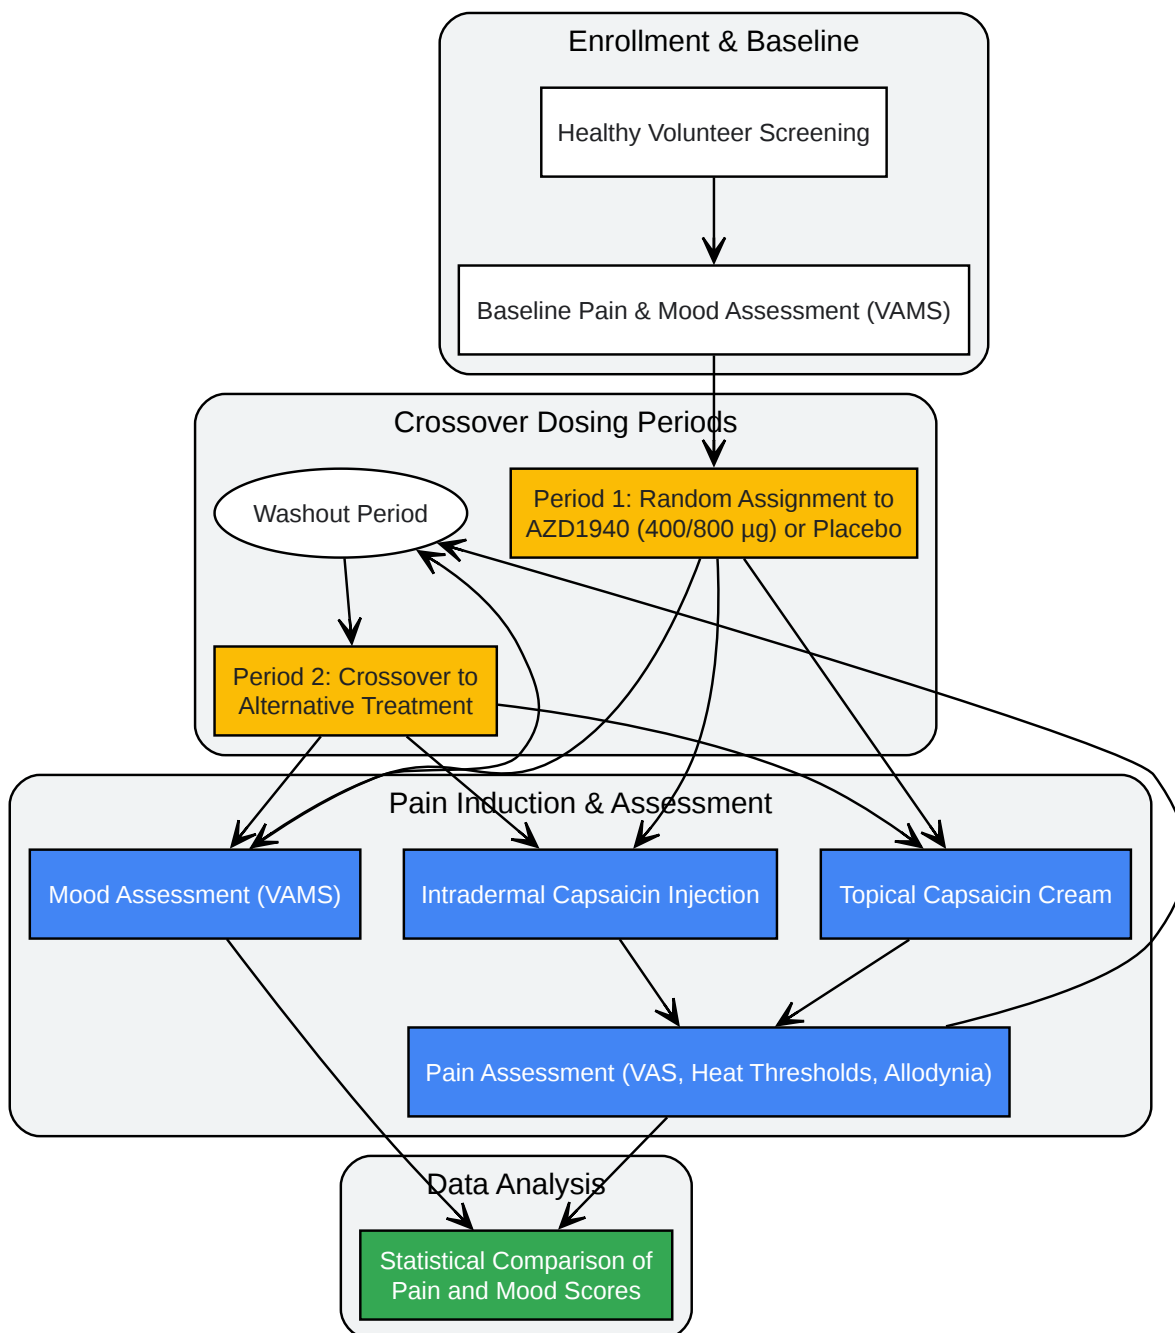 Enrollment & Baseline
Healthy Volunteer Screening
Baseline Pain & Mood Assessment (VAMS)
Crossover Dosing Periods
Washout Period
Period 1: Random Assignment to
AZD1940 (400/800 µg) or Placebo
Period 2: Crossover to
Alternative Treatment
Pain Induction & Assessment
Mood Assessment (VAMS)
Intradermal Capsaicin Injection
Topical Capsaicin Cream
Pain Assessment (VAS, Heat Thresholds, Allodynia)
Data Analysis
Statistical Comparison of
Pain and Mood Scores